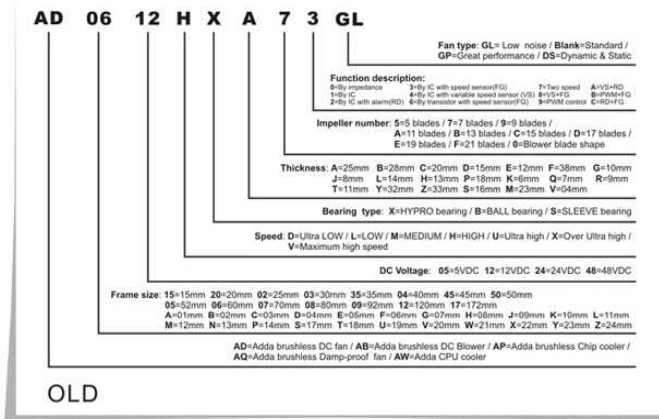 AD 06 12 H X A 7 3 GL
Fan type: GL= Low noise / Blank=Standard /
GP=Great performance / DS=Dynamic & Static
Function description:
0=By impedance 3=By IC with speed sensor(FG) 7=Two speed A=VS+RD
1=By IC 4=By IC with variable speed sensor (VS) 8=VS+FG B=PWM+FG
2=By IC with alarm(RD) 6=By transistor with speed sensor(FG) 9=PWM control C=RD+FG
Impeller number: 5=5 blades / 7=7 blades / 9=9 blades /
A=11 blades / B=13 blades / C=15 blades / D=17 blades /
E=19 blades / F=21 blades / 0=Blower blade shape
Thickness: A=25mm B=28mm C=20mm D=15mm E=12mm F=38mm G=10mm
J=8mm L=14mm H=13mm P=18mm K=6mm Q=7mm R=9mm
T=11mm Y=32mm Z=33mm S=16mm M=23mm V=04mm
Bearing type: X=HYPRO bearing / B=BALL bearing / S=SLEEVE bearing
Speed: D=Ultra LOW / L=LOW / M=MEDIUM / H=HIGH / U=Ultra high / X=Over Ultra high /
V=Maximum high speed
DC Voltage: 05=5VDC 12=12VDC 24=24VDC 48=48VDC
Frame size: 15=15mm 20=20mm 02=25mm 03=30mm 35=35mm 04=40mm 45=45mm 50=50mm
05=52mm 06=60mm 07=70mm 08=80mm 09=92mm 12=120mm 17=172mm
A=01mm B=02mm C=03mm D=04mm E=05mm F=06mm G=07mm H=08mm J=09mm K=10mm L=11mm
M=12mm N=13mm P=14mm S=17mm T=18mm U=19mm V=20mm W=21mm X=22mm Y=23mm Z=24mm
AD=Adda brushless DC fan / AB=Adda brushless DC Blower / AP=Adda brushless Chip cooler /
AQ=Adda brushless Damp-proof fan / AW=Adda CPU cooler
OLD